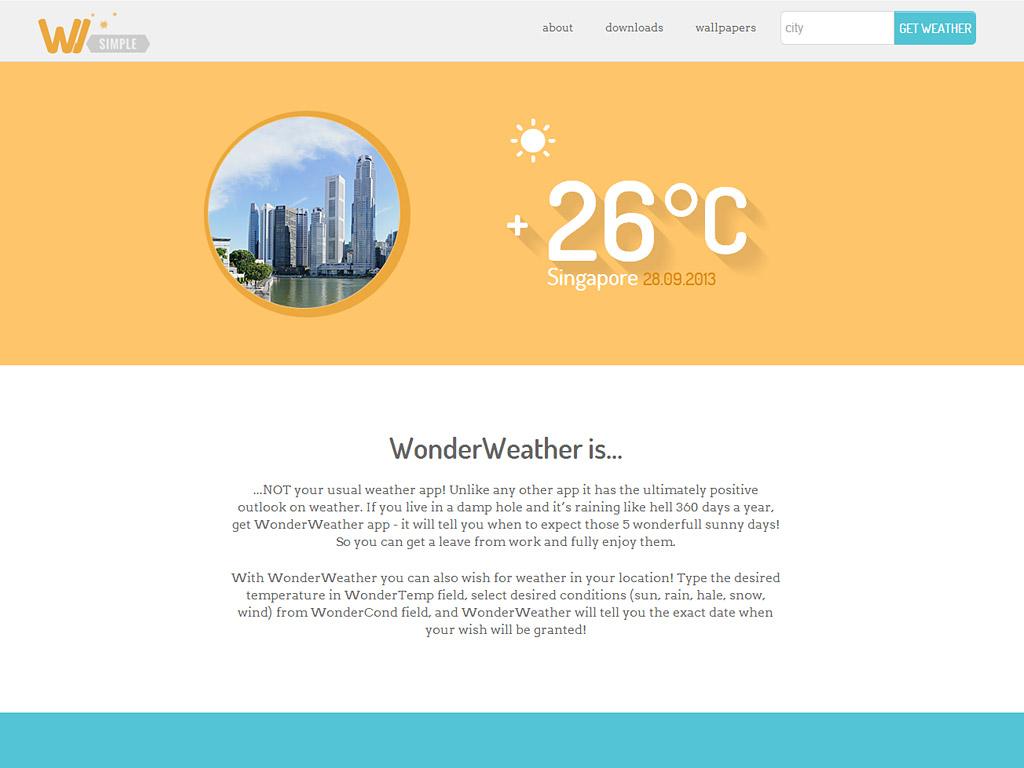 WI SIMPLE
about downloads wallpapers city GET WEATHER
+ 26°C
Singapore 28.09.2013
WonderWeather is...
...NOT your usual weather app! Unlike any other app it has the ultimately positive
outlook on weather. If you live in a damp hole and it's raining like hell 360 days a year,
get WonderWeather app - it will tell you when to expect those 5 wonderfull sunny days!
So you can get a leave from work and fully enjoy them.
With WonderWeather you can also wish for weather in your location! Type the desired
temperature in WonderTemp field, select desired conditions (sun, rain, hale, snow,
wind) from WonderCond field, and WonderWeather will tell you the exact date when
your wish will be granted!